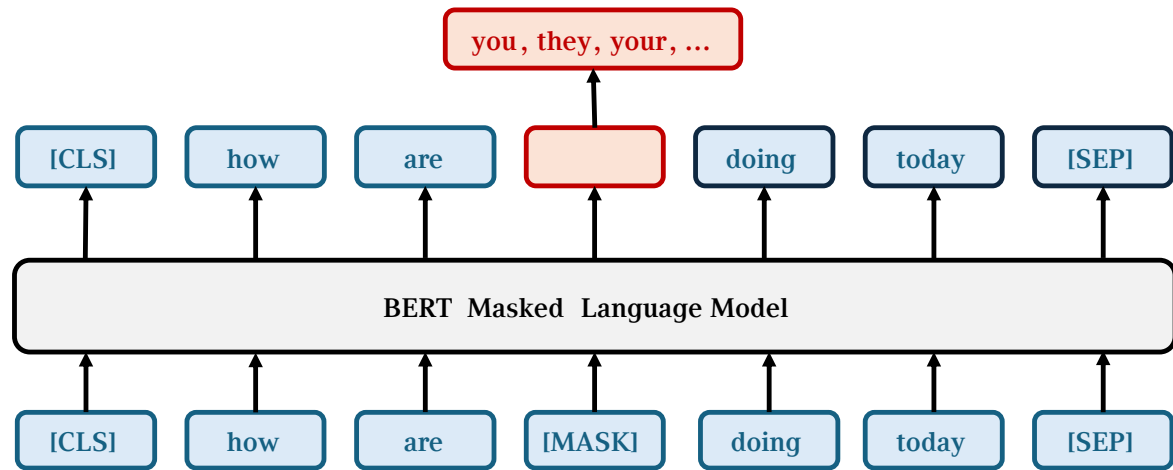 you, they, your, ...
[CLS] how are doing today [SEP]
BERT Masked Language Model
[CLS] how are [MASK] doing today [SEP]